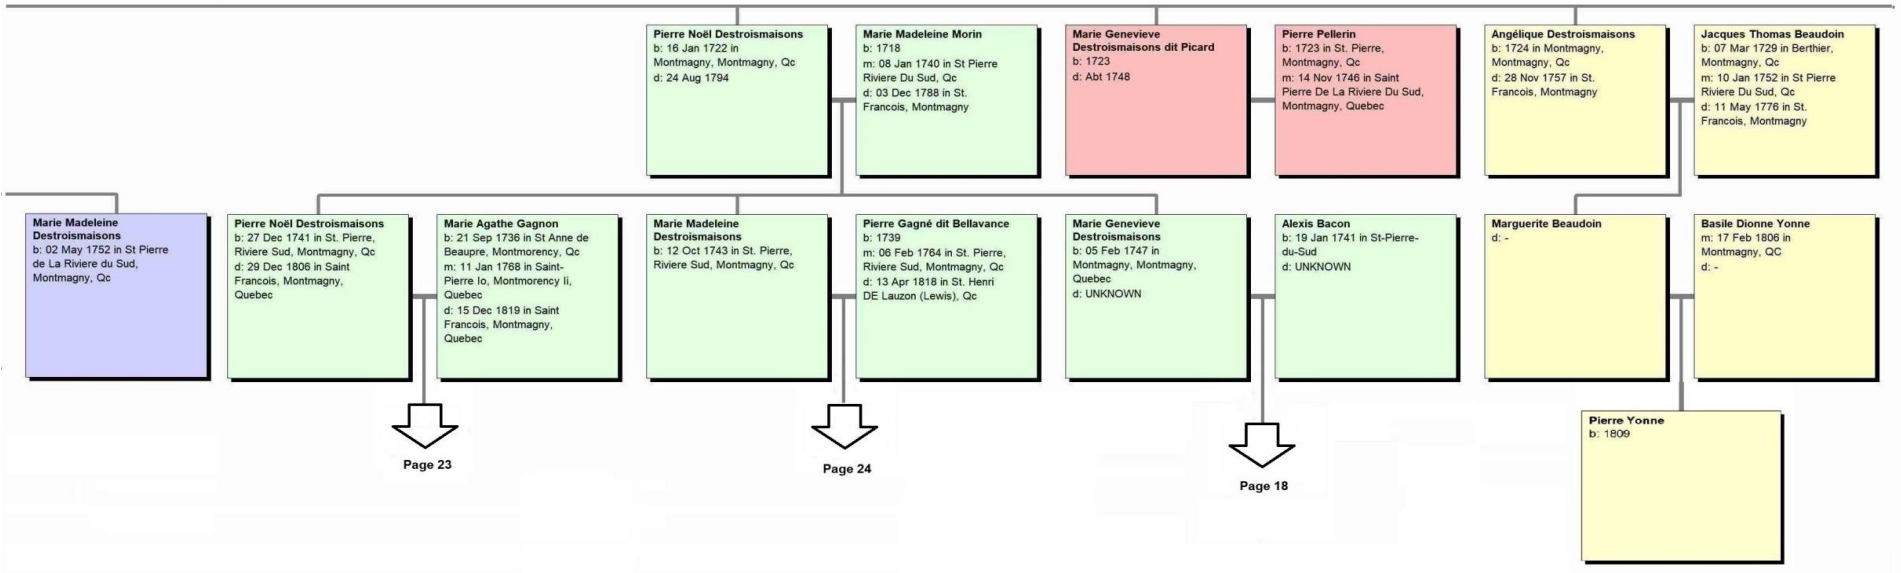 Pierre Noël Destroismaisons
b: 16 Jan 1722 in
Montmagny, Montmagny, Qc
d: 24 Aug 1794
Marie Madeleine Morin
b: 1718
m: 08 Jan 1740 in St Pierre
Riviere Du Sud, Qc
d: 03 Dec 1788 in St.
Francois, Montmagny
Marie Genevieve
Destroismaisons dit Picard
b: 1723
d: Abt 1748
Pierre Pellerin
b: 1723 in St. Pierre,
Montmagny, Qc
m: 14 Nov 1746 in Saint
Pierre De La Riviere Du Sud,
Montmagny, Quebec
Angélique Destroismaisons
b: 1724 in Montmagny,
Montmagny, Qc
d: 28 Nov 1757 in St.
Francois, Montmagny
Jacques Thomas Beaudoin
b: 07 Mar 1729 in Berthier,
Montmagny, Qc
m: 10 Jan 1752 in St Pierre
Riviere Du Sud, Qc
d: 11 May 1776 in St.
Francois, Montmagny
Marie Madeleine
Destroismaisons
b: 02 May 1752 in St Pierre
de La Riviere du Sud,
Montmagny, Qc
Pierre Noël Destroismaisons
b: 27 Dec 1741 in St. Pierre,
Riviere Sud, Montmagny, Qc
d: 29 Dec 1806 in Saint
Francois, Montmagny,
Quebec
Marie Agathe Gagnon
b: 21 Sep 1736 in St Anne de
Beaupre, Montmorency, Qc
m: 11 Jan 1768 in Saint-
Pierre Io, Montmorency Ii,
Quebec
d: 15 Dec 1819 in Saint
Francois, Montmagny,
Quebec
Marie Madeleine
Destroismaisons
b: 12 Oct 1743 in St. Pierre,
Riviere Sud, Montmagny, Qc
Pierre Gagné dit Bellavance
b: 1739
m: 06 Feb 1764 in St. Pierre,
Riviere Sud, Montmagny, Qc
d: 13 Apr 1818 in St. Henri
DE Lauzon (Lewis), Qc
Marie Genevieve
Destroismaisons
b: 05 Feb 1747 in
Montmagny, Montmagny,
Quebec
d: UNKNOWN
Alexis Bacon
b: 19 Jan 1741 in St-Pierre-
du-Sud
d: UNKNOWN
Marguerite Beaudoin
d: -
Basile Dionne Yonne
m: 17 Feb 1806 in
Montmagny, QC
d: -
Pierre Yonne
b: 1809
Page 23
Page 24
Page 18